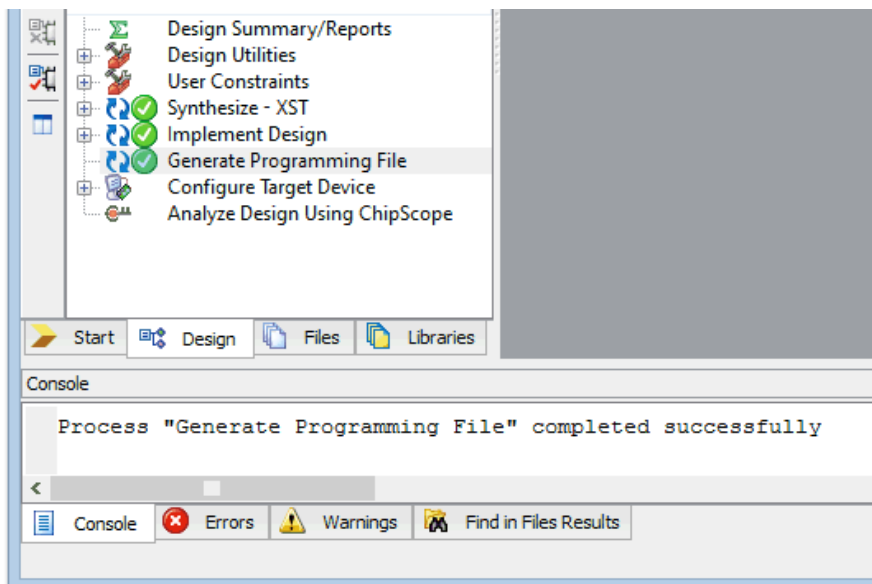 Design Summary/Reports
Design Utilities
User Constraints
Synthesize - XST
Implement Design
Generate Programming File
Configure Target Device
Analyze Design Using ChipScope
Start Design Files Libraries
Console
Process "Generate Programming File" completed successfully
Console Errors Warnings Find in Files Results